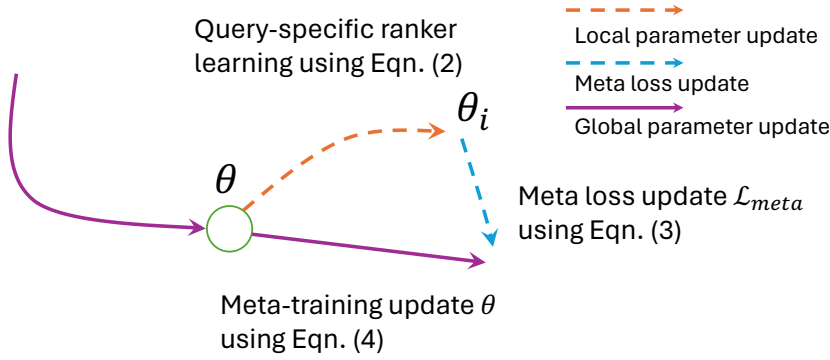 Query-specific ranker
learning using Eqn. (2)
Local parameter update
Meta loss update
Global parameter update
θ_i
θ
Meta loss update ℒ_meta
using Eqn. (3)
Meta-training update θ
using Eqn. (4)